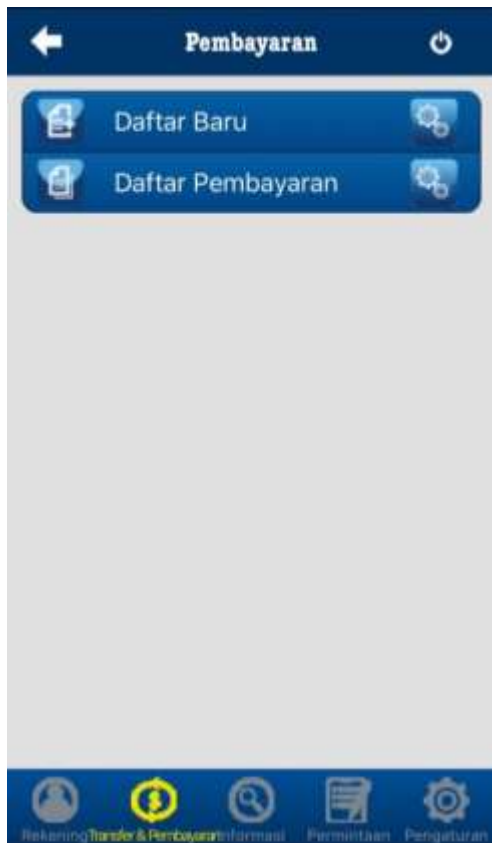 Pembayaran
Daftar Baru
Daftar Pembayaran
Rekening Transfer & Pembayaran Informasi Permintaan Pengaturan